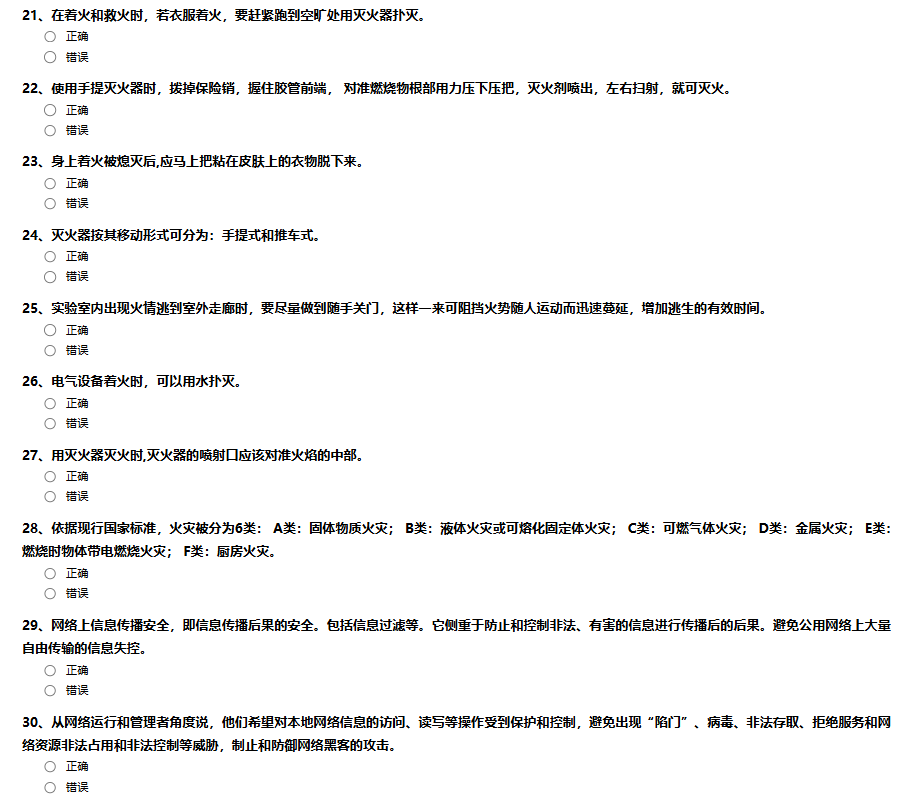 21、在着火和救火时，若衣服着火，要赶紧跑到空旷处用灭火器扑灭。
正确
错误
22、使用手提灭火器时，拨掉保险销，握住胶管前端， 对准燃烧物根部用力压下压把，灭火剂喷出，左右扫射，就可灭火。
正确
错误
23、身上着火被熄灭后,应马上把粘在皮肤上的衣物脱下来。
正确
错误
24、灭火器按其移动形式可分为：手提式和推车式。
正确
错误
25、实验室内出现火情逃到室外走廊时，要尽量做到随手关门，这样一来可阻挡火势随人运动而迅速蔓延，增加逃生的有效时间。
正确
错误
26、电气设备着火时，可以用水扑灭。
正确
错误
27、用灭火器灭火时,灭火器的喷射口应该对准火焰的中部。
正确
错误
28、依据现行国家标准，火灾被分为6类： A类：固体物质火灾； B类：液体火灾或可熔化固定体火灾； C类：可燃气体火灾； D类：金属火灾； E类：
燃烧时物体带电燃烧火灾； F类：厨房火灾。
正确
错误
29、网络上信息传播安全，即信息传播后果的安全。包括信息过滤等。它侧重于防止和控制非法、有害的信息进行传播后的后果。避免公用网络上大量
自由传输的信息失控。
正确
错误
30、从网络运行和管理者角度说，他们希望对本地网络信息的访问、读写等操作受到保护和控制，避免出现“陷门”、病毒、非法存取、拒绝服务和网
络资源非法占用和非法控制等威胁，制止和防御网络黑客的攻击。
正确
错误